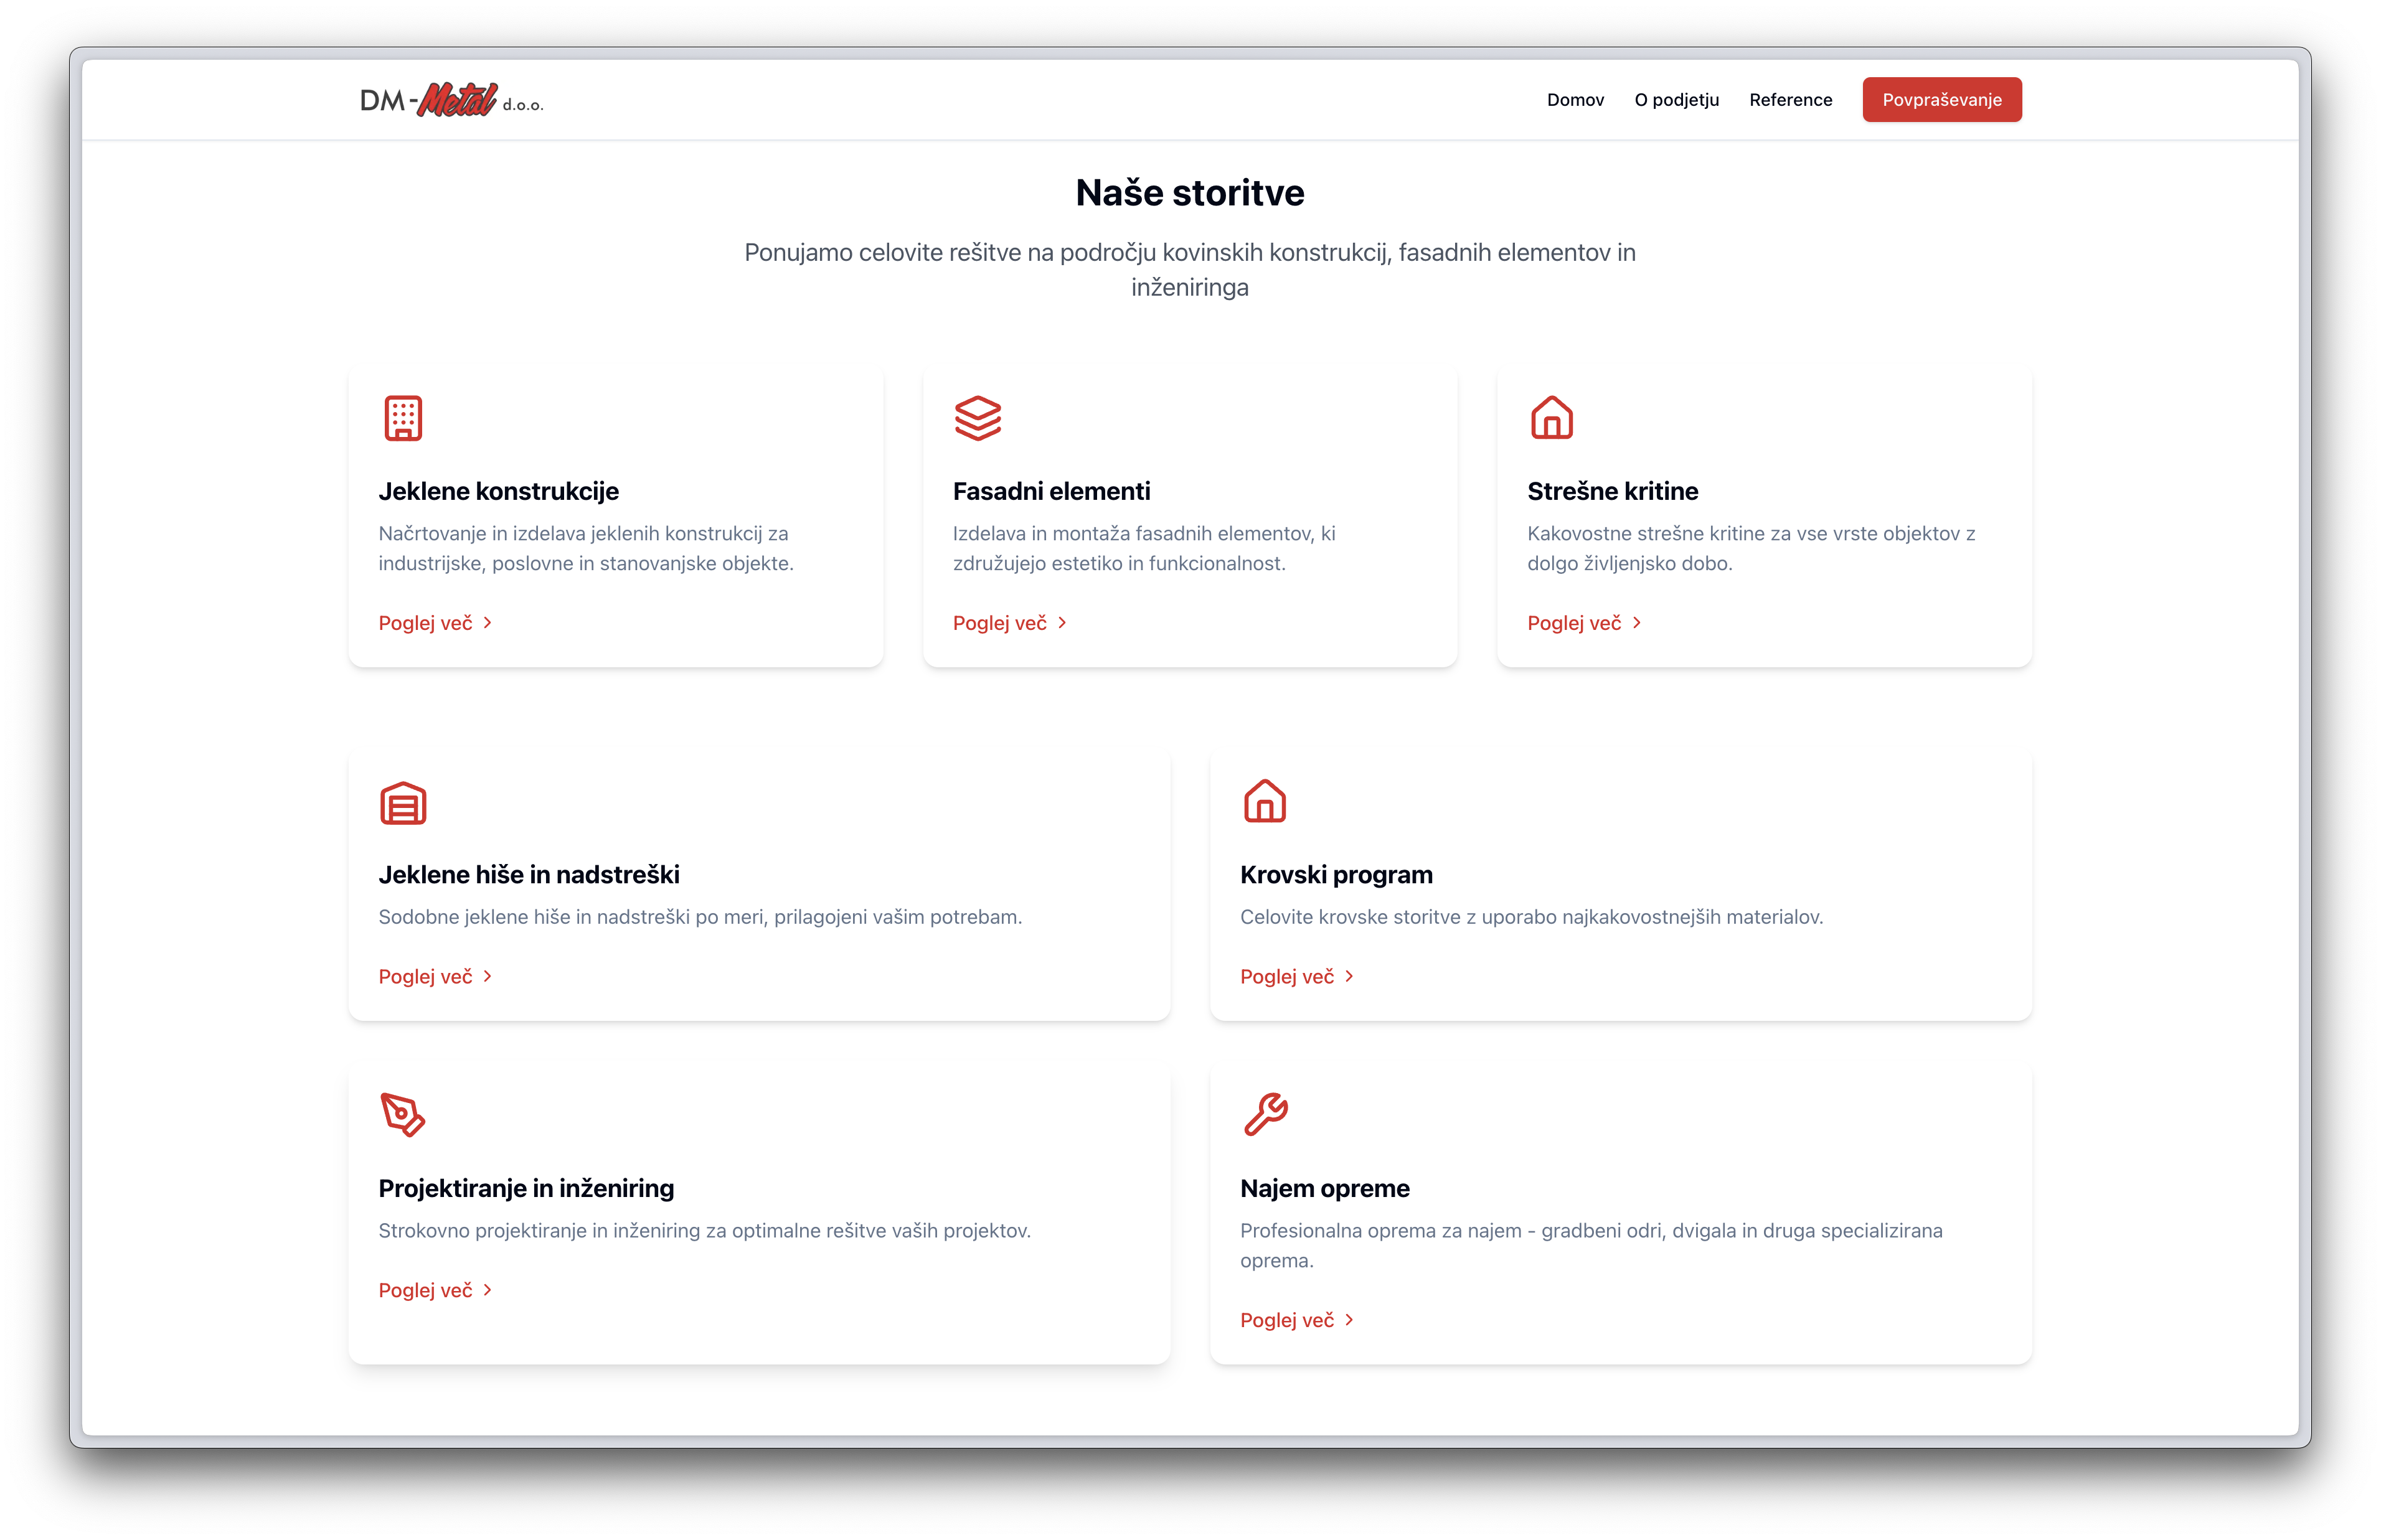 DM-Metal d.o.o.
Domov
O podjetju
Reference
Povpraševanje
Naše storitve
Ponujamo celovite rešitve na področju kovinskih konstrukcij, fasadnih elementov in
inženiringa
Jeklene konstrukcije
Načrtovanje in izdelava jeklenih konstrukcij za
industrijske, poslovne in stanovanjske objekte.
Poglej več
Fasadni elementi
Izdelava in montaža fasadnih elementov, ki
združujejo estetiko in funkcionalnost.
Poglej več
Strešne kritine
Kakovostne strešne kritine za vse vrste objektov z
dolgo življenjsko dobo.
Poglej več
Jeklene hiše in nadstreški
Sodobne jeklene hiše in nadstreški po meri, prilagojeni vašim potrebam.
Poglej več
Krovski program
Celovite krovske storitve z uporabo najkakovostnejših materialov.
Poglej več
Projektiranje in inženiring
Strokovno projektiranje in inženiring za optimalne rešitve vaših projektov.
Poglej več
Najem opreme
Profesionalna oprema za najem - gradbeni odri, dvigala in druga specializirana
oprema.
Poglej več